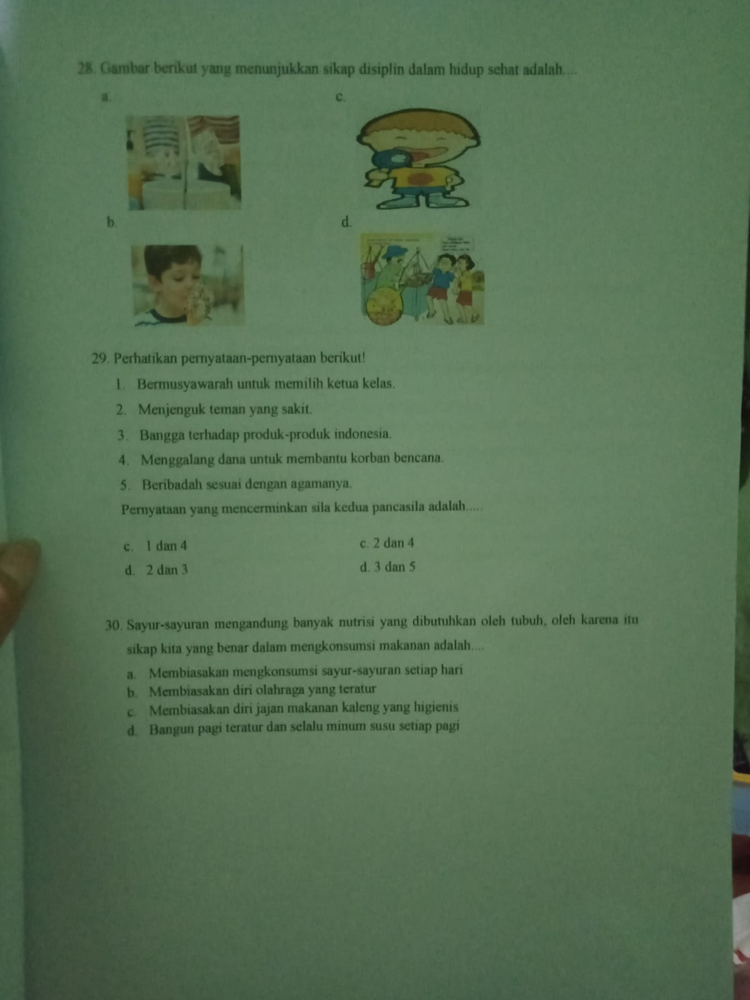 28. Gambar berikut yang menunjukkan sikap disiplin dalam hidup sehat adalah....
a.
c.
b.
d.
29. Perhatikan pernyataan-pernyataan berikut!
1. Bermusyawarah untuk memilih ketua kelas.
2. Menjenguk teman yang sakit.
3. Bangga terhadap produk-produk indonesia.
4. Menggalang dana untuk membantu korban bencana.
5. Beribadah sesuai dengan agamanya.
Pernyataan yang mencerminkan sila kedua pancasila adalah.....
c. 1 dan 4
c. 2 dan 4
d. 2 dan 3
d. 3 dan 5
30. Sayur-sayuran mengandung banyak nutrisi yang dibutuhkan oleh tubuh, oleh karena itu
sikap kita yang benar dalam mengkonsumsi makanan adalah....
a. Membiasakan mengkonsumsi sayur-sayuran setiap hari
b. Membiasakan diri olahraga yang teratur
c. Membiasakan diri jajan makanan kaleng yang higienis
d. Bangun pagi teratur dan selalu minum susu setiap pagi